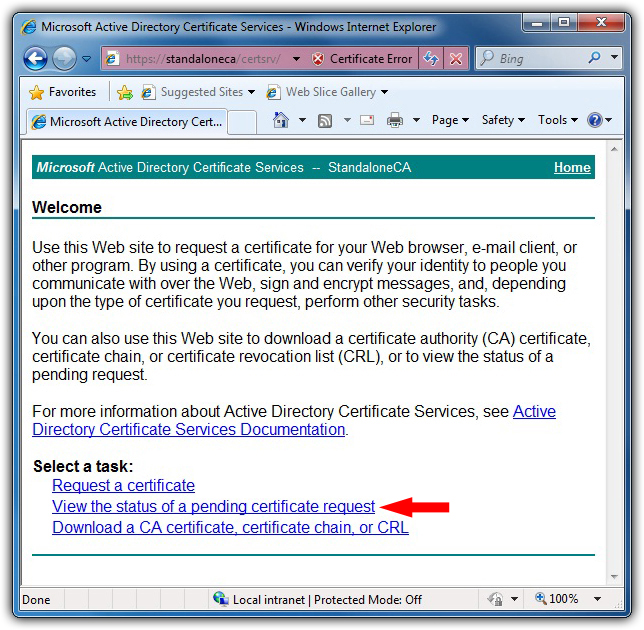 Microsoft Active Directory Certificate Services - Windows Internet Explorer
https://standaloneca/certsrv/ Certificate Error Bing
Favorites Suggested Sites Web Slice Gallery
Microsoft Active Directory Cert... Page Safety Tools
Microsoft Active Directory Certificate Services -- StandaloneCA Home
Welcome
Use this Web site to request a certificate for your Web browser, e-mail client, or
other program. By using a certificate, you can verify your identity to people you
communicate with over the Web, sign and encrypt messages, and, depending
upon the type of certificate you request, perform other security tasks.
You can also use this Web site to download a certificate authority (CA) certificate,
certificate chain, or certificate revocation list (CRL), or to view the status of a
pending request.
For more information about Active Directory Certificate Services, see Active
Directory Certificate Services Documentation.
Select a task:
Request a certificate
View the status of a pending certificate request
Download a CA certificate, certificate chain, or CRL
Done Local intranet | Protected Mode: Off 100%